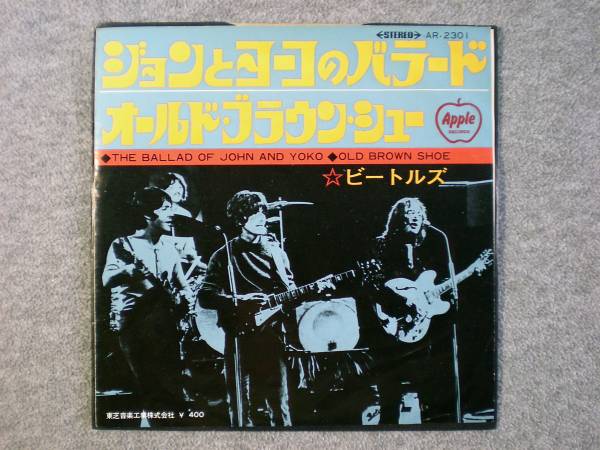 ←STEREO→ AR-2301
ジョンとヨーコのバラード
オールド・ブラウン・シュー
Apple
RECORDS
◆THE BALLAD OF JOHN AND YOKO ◆OLD BROWN SHOE
☆ビートルズ
東芝音楽工業株式会社 ¥ 400